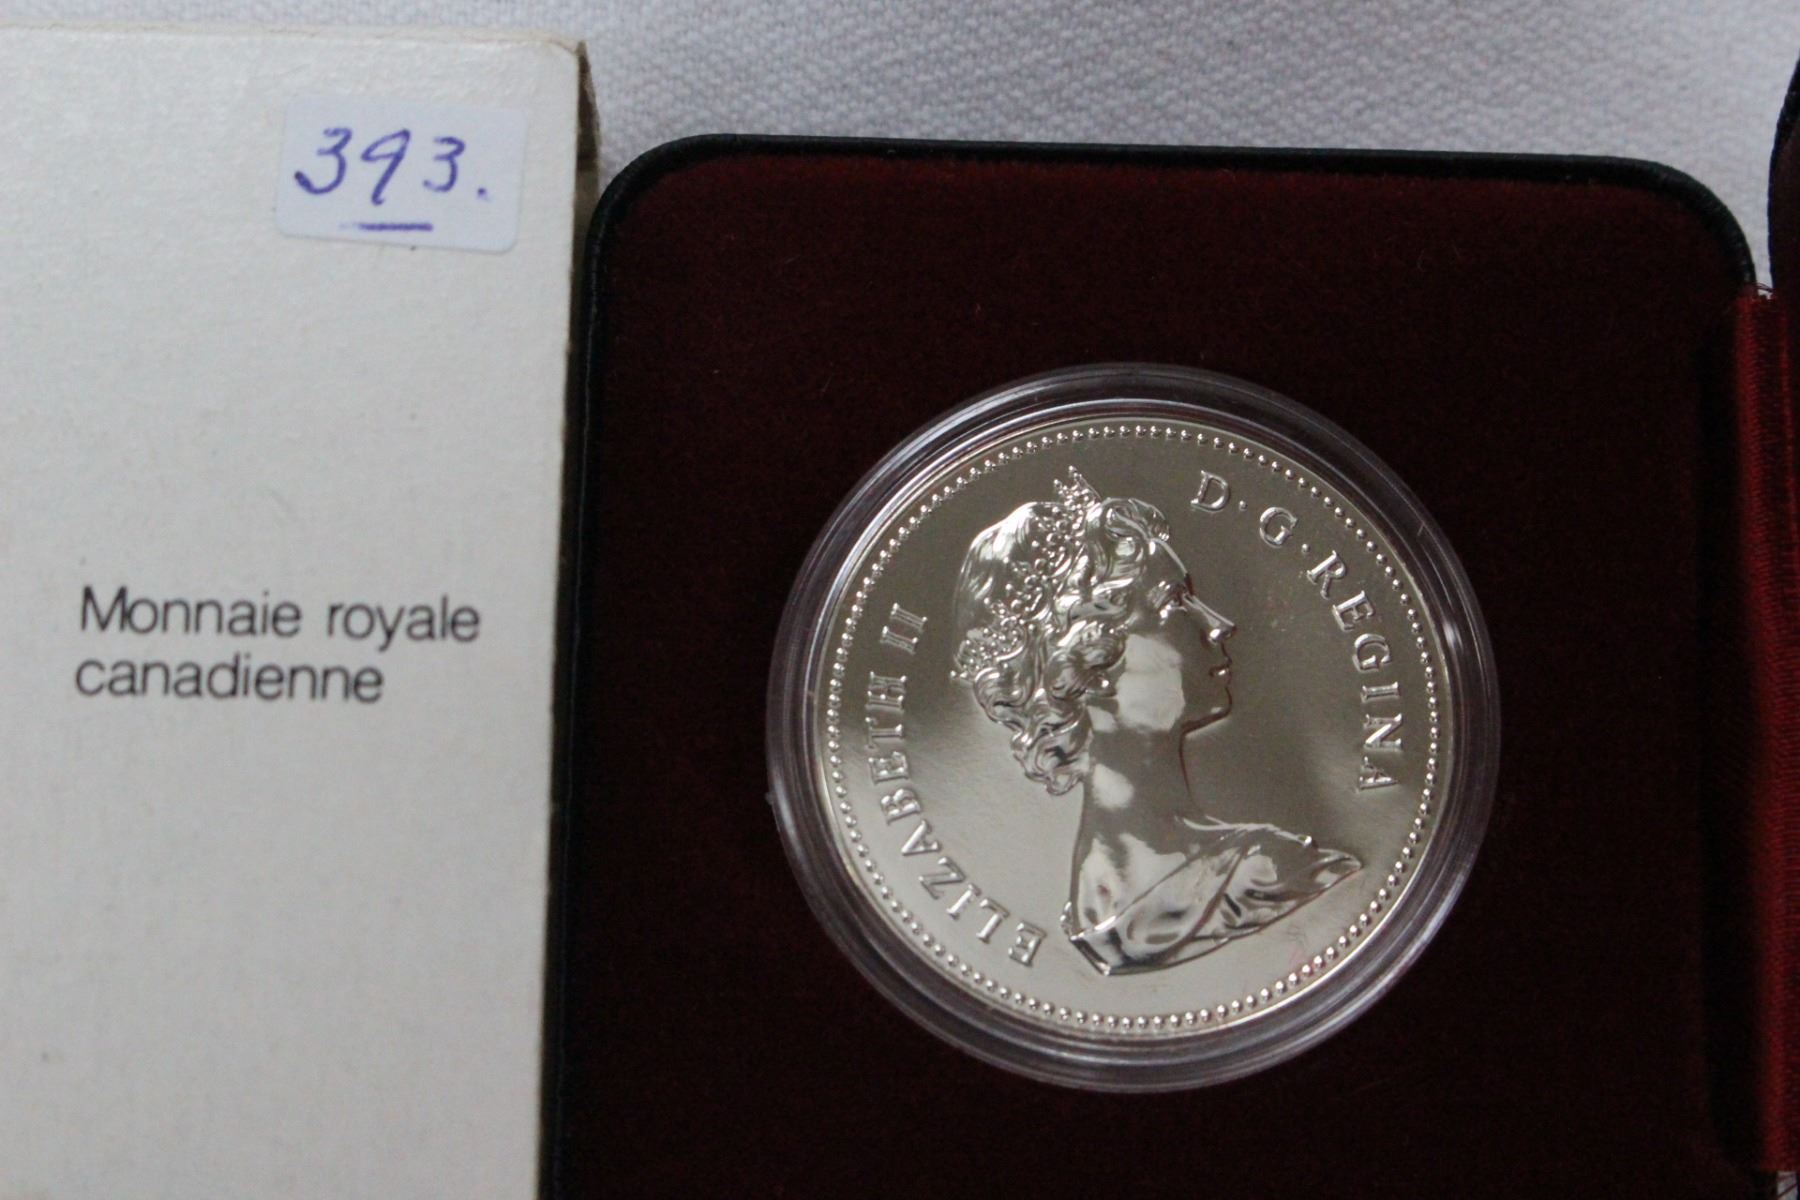 393.
Monnaie royale
canadienne
ELIZABETH II
D·G·REGINA